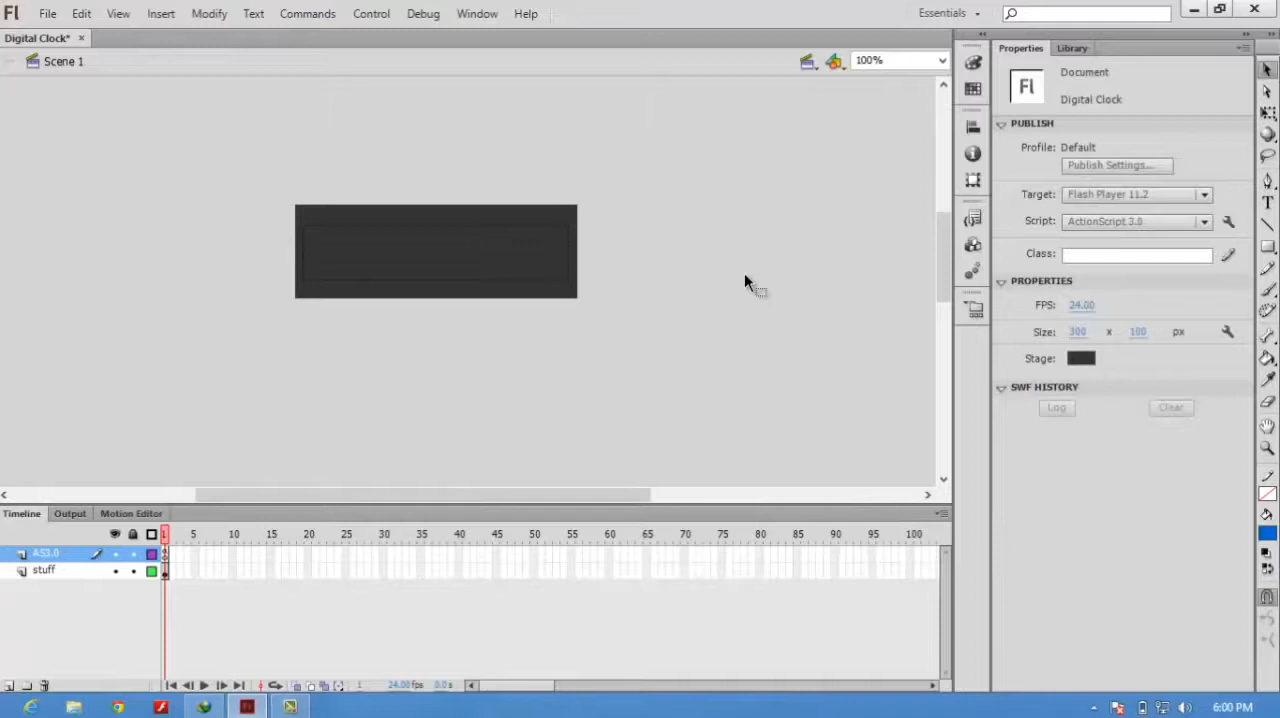 Fl File Edit View Insert Modify Text Commands Control Debug Window Help Essentials
Digital Clock*
Scene 1 100%
Properties Library
Fl Document
Digital Clock
PUBLISH
Profile: Default
Publish Settings...
Target: Flash Player 11.2
Script: ActionScript 3.0
Class:
PROPERTIES
FPS: 24.00
Size: 300 x 100 px
Stage:
SWF HISTORY
Log Clear
Timeline Output Motion Editor
1 5 10 15 20 25 30 35 40 45 50 55 60 65 70 75 80 85 90 95 100
AS3.0
stuff
1 24.00fps 0.0s
6:00 PM